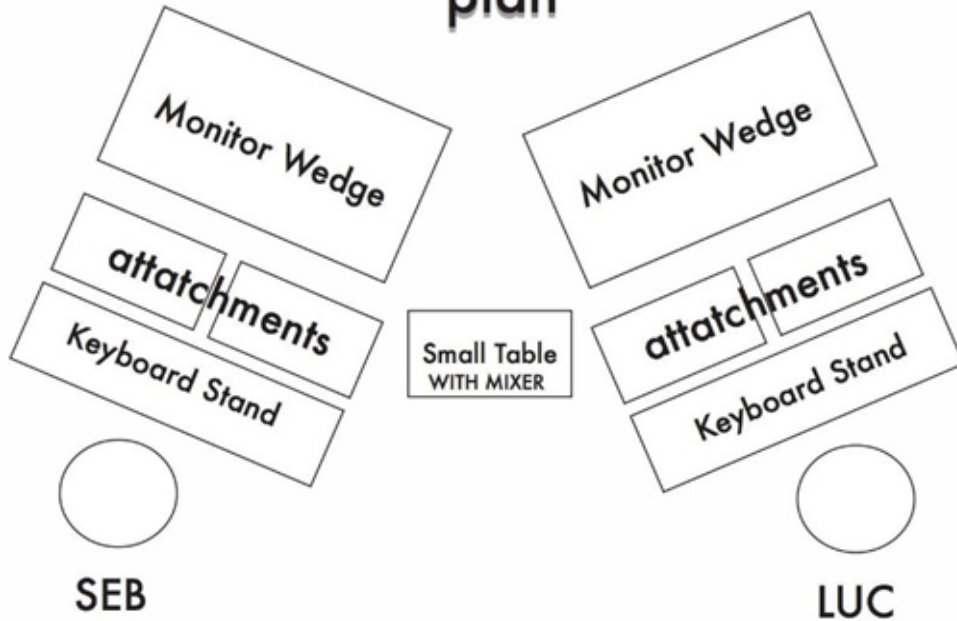 plan
Monitor Wedge
Monitor Wedge
attatchments
attatchments
Keyboard Stand
Small Table
WITH MIXER
Keyboard Stand
SEB
LUC